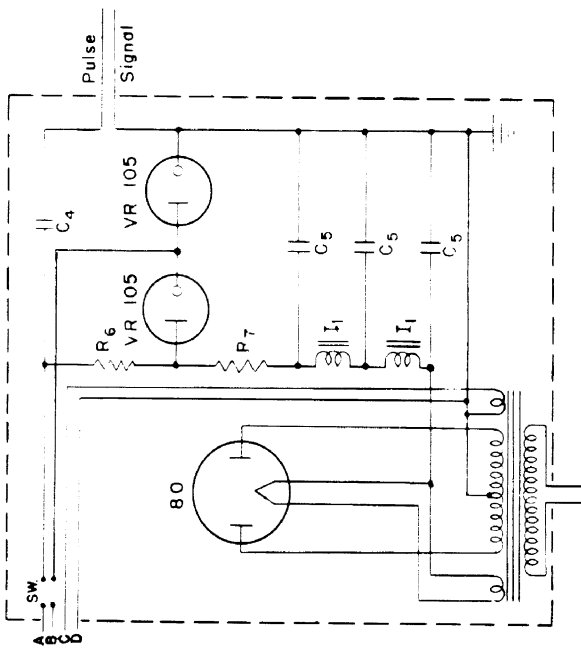 Pulse
Signal
C4
VR 105
VR 105
R6
R7
C5
C5
C5
I1
I1
80
SW.
A
B
C
D